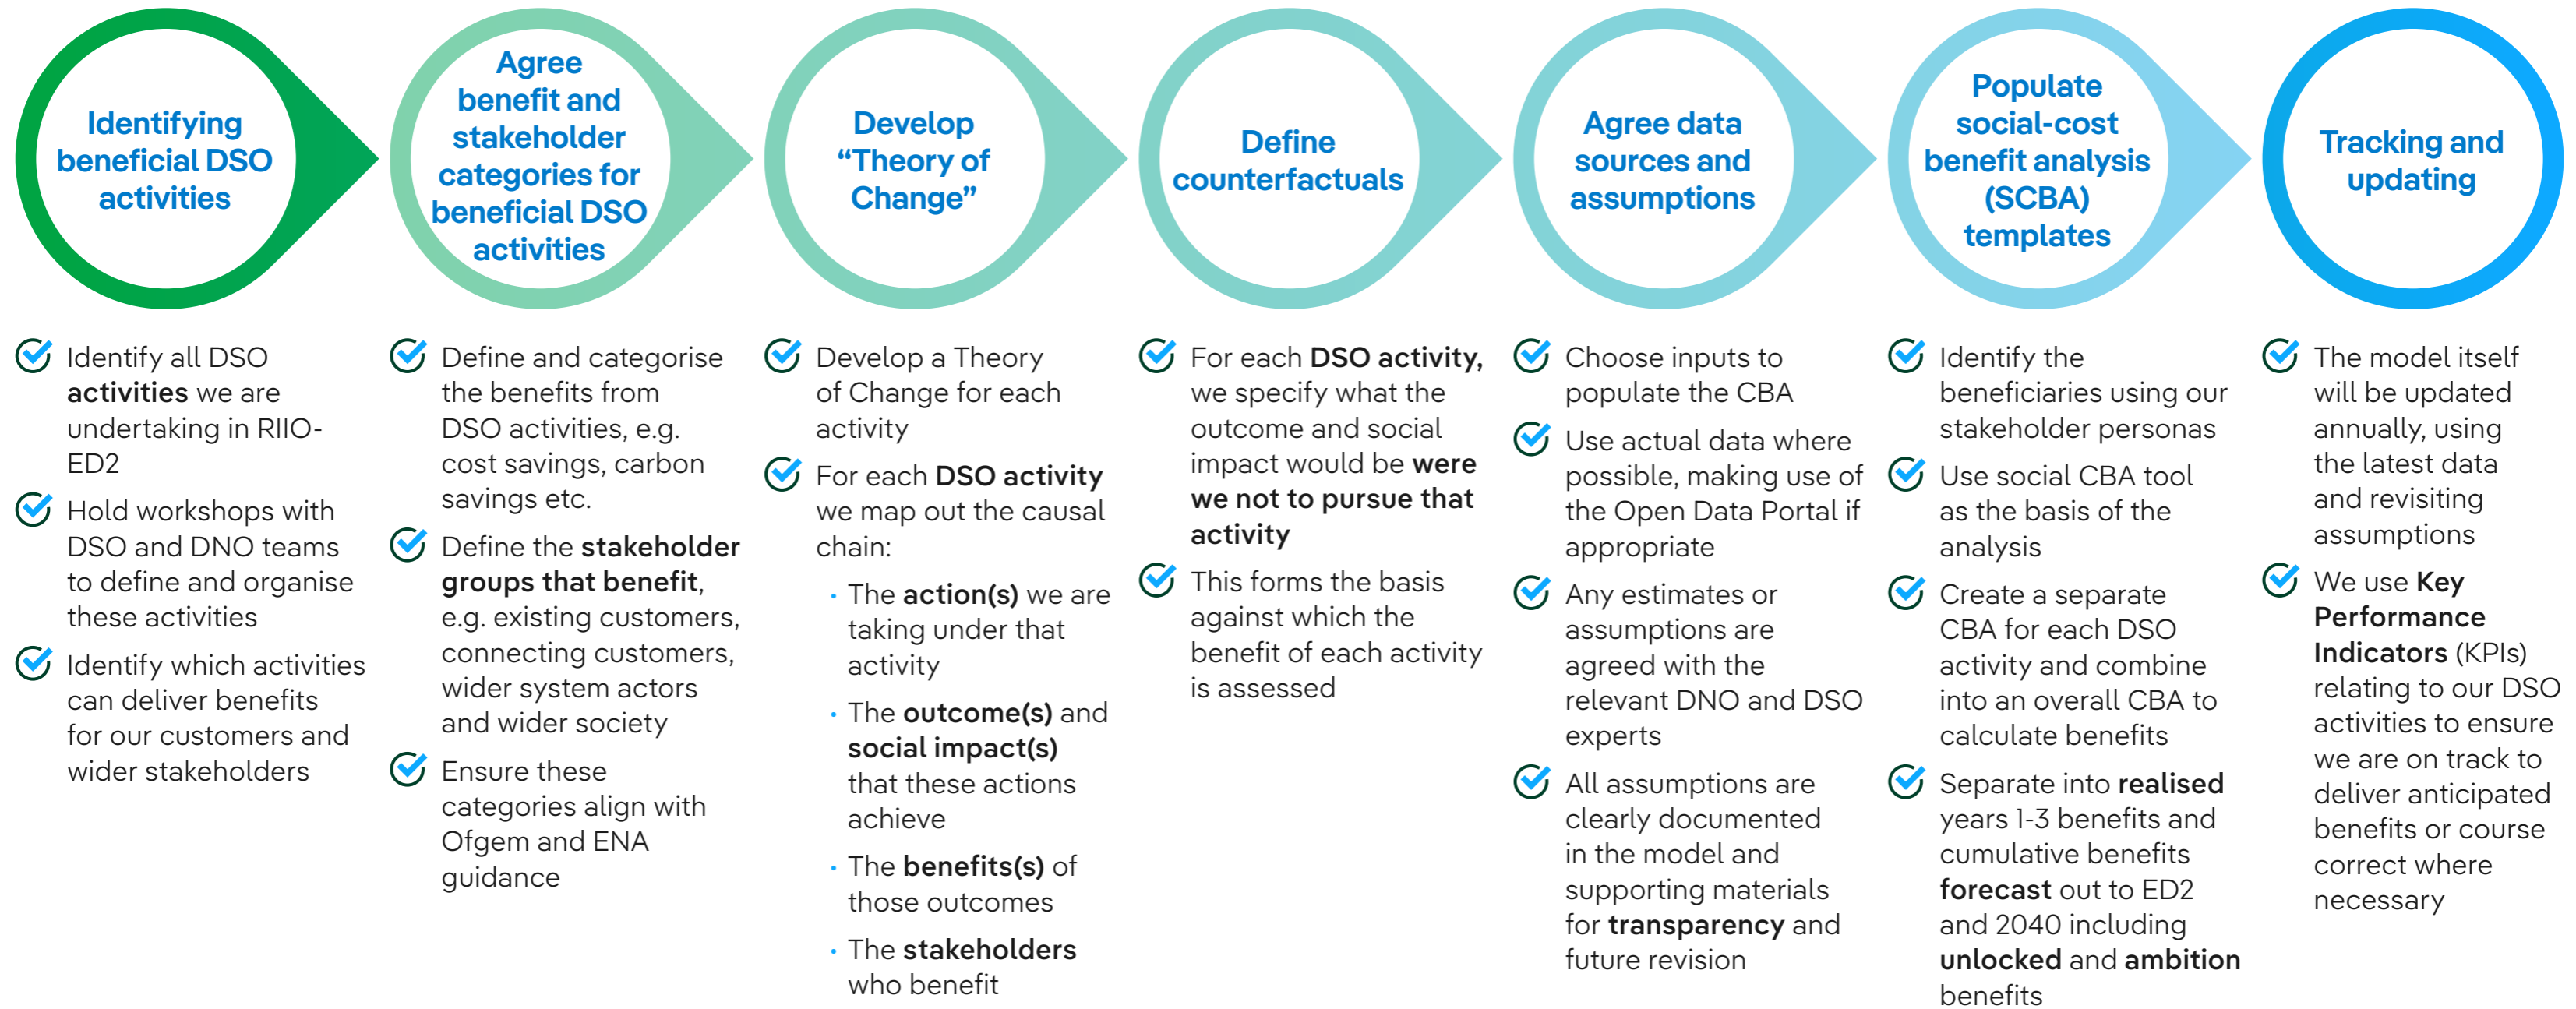 Identifying
beneficial DSO
activities
Identify all DSO
activities we are
undertaking in RIIO-
ED2
Hold workshops with
DSO and DNO teams
to define and organise
these activities
Identify which activities
can deliver benefits
for our customers and
wider stakeholders
Agree
benefit and
stakeholder
categories for
beneficial DSO
activities
Define and categorise
the benefits from
DSO activities, e.g.
cost savings, carbon
savings etc.
Define the stakeholder
groups that benefit,
e.g. existing customers,
connecting customers,
wider system actors
and wider society
Ensure these
categories align with
Ofgem and ENA
guidance
Develop
“Theory of
Change”
Develop a Theory
of Change for each
activity
For each DSO activity
we map out the causal
chain:
• The action(s) we are
taking under that
activity
• The outcome(s) and
social impact(s)
that these actions
achieve
• The benefits(s) of
those outcomes
• The stakeholders
who benefit
Define
counterfactuals
For each DSO activity,
we specify what the
outcome and social
impact would be were
we not to pursue that
activity
This forms the basis
against which the
benefit of each activity
is assessed
Agree data
sources and
assumptions
Choose inputs to
populate the CBA
Use actual data where
possible, making use of
the Open Data Portal if
appropriate
Any estimates or
assumptions are
agreed with the
relevant DNO and DSO
experts
All assumptions are
clearly documented
in the model and
supporting materials
for transparency and
future revision
Populate
social-cost
benefit analysis
(SCBA)
templates
Identify the
beneficiaries using our
stakeholder personas
Use social CBA tool
as the basis of the
analysis
Create a separate
CBA for each DSO
activity and combine
into an overall CBA to
calculate benefits
Separate into realised
years 1-3 benefits and
cumulative benefits
forecast out to ED2
and 2040 including
unlocked and ambition
benefits
Tracking and
updating
The model itself
will be updated
annually, using
the latest data
and revisiting
assumptions
We use Key
Performance
Indicators (KPIs)
relating to our DSO
activities to ensure
we are on track to
deliver anticipated
benefits or course
correct where
necessary